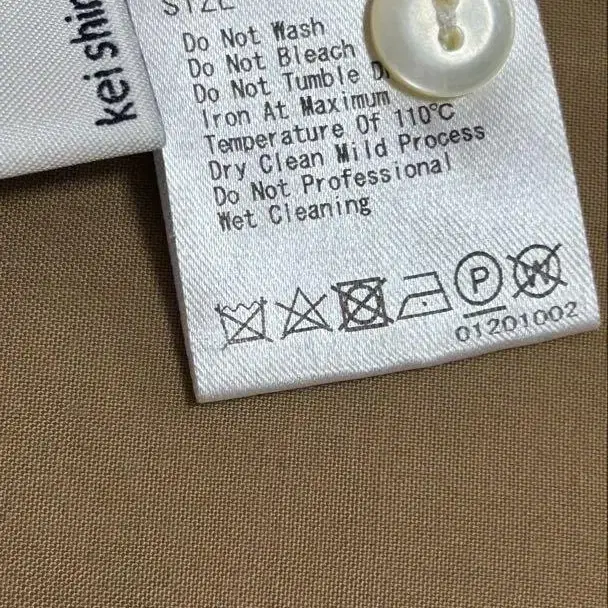 kei shir
SIZE
Do Not Wash
Do Not Bleach
Do Not Tumble D
Iron At Maximum
Temperature Of 110℃
Dry Clean Mild Process
Do Not Professional
Wet Cleaning
P W
01201002